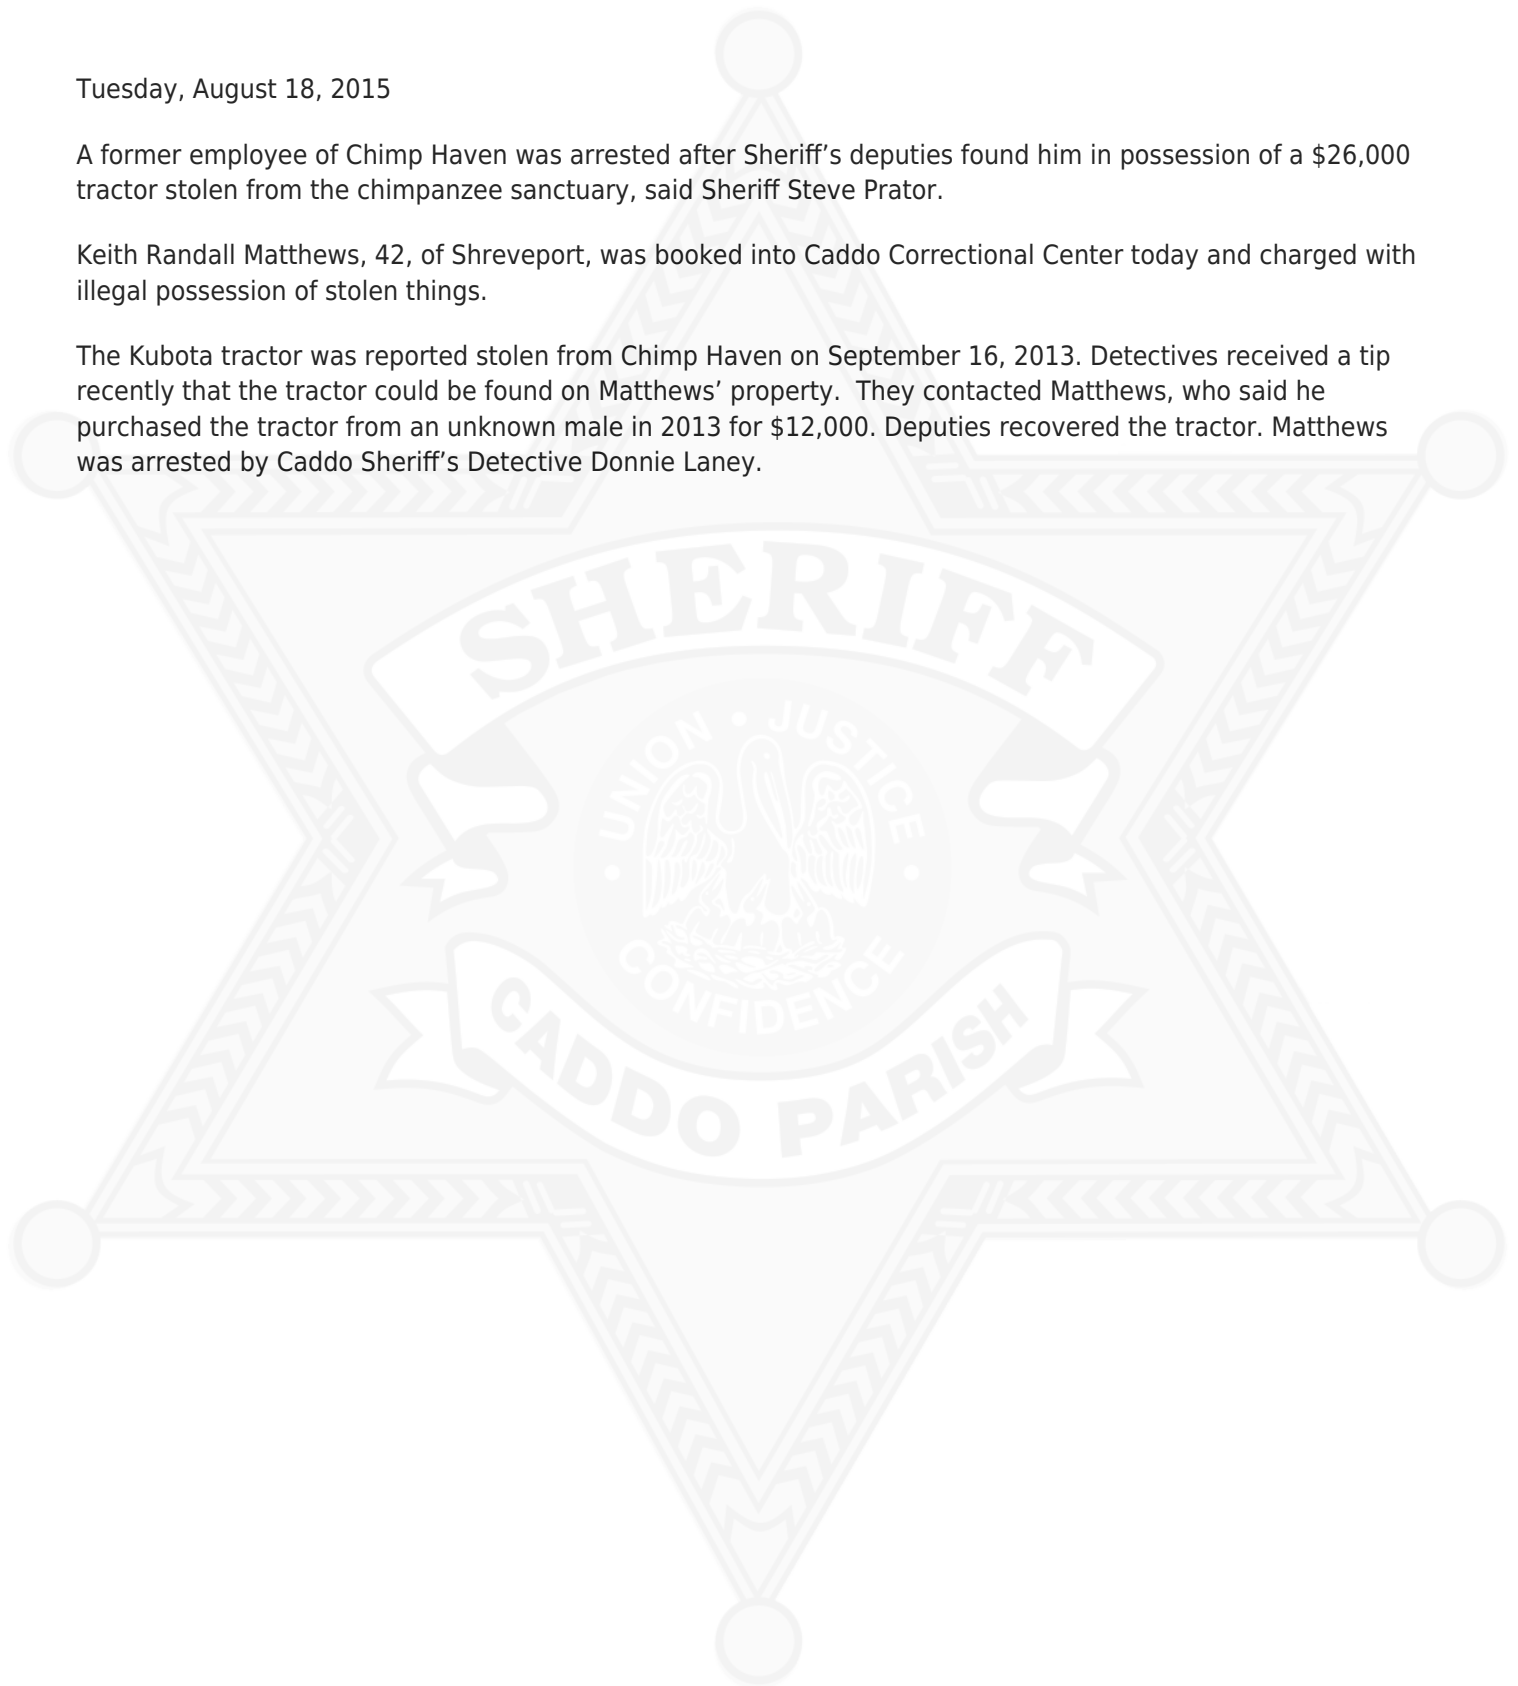 Tuesday, August 18, 2015
A former employee of Chimp Haven was arrested after Sheriff’s deputies found him in possession of a $26,000
tractor stolen from the chimpanzee sanctuary, said Sheriff Steve Prator.
Keith Randall Matthews, 42, of Shreveport, was booked into Caddo Correctional Center today and charged with
illegal possession of stolen things.
The Kubota tractor was reported stolen from Chimp Haven on September 16, 2013. Detectives received a tip
recently that the tractor could be found on Matthews’ property.  They contacted Matthews, who said he
purchased the tractor from an unknown male in 2013 for $12,000. Deputies recovered the tractor. Matthews
was arrested by Caddo Sheriff’s Detective Donnie Laney.
SHERIFF
UNION • JUSTICE
• CONFIDENCE •
CADDO PARISH